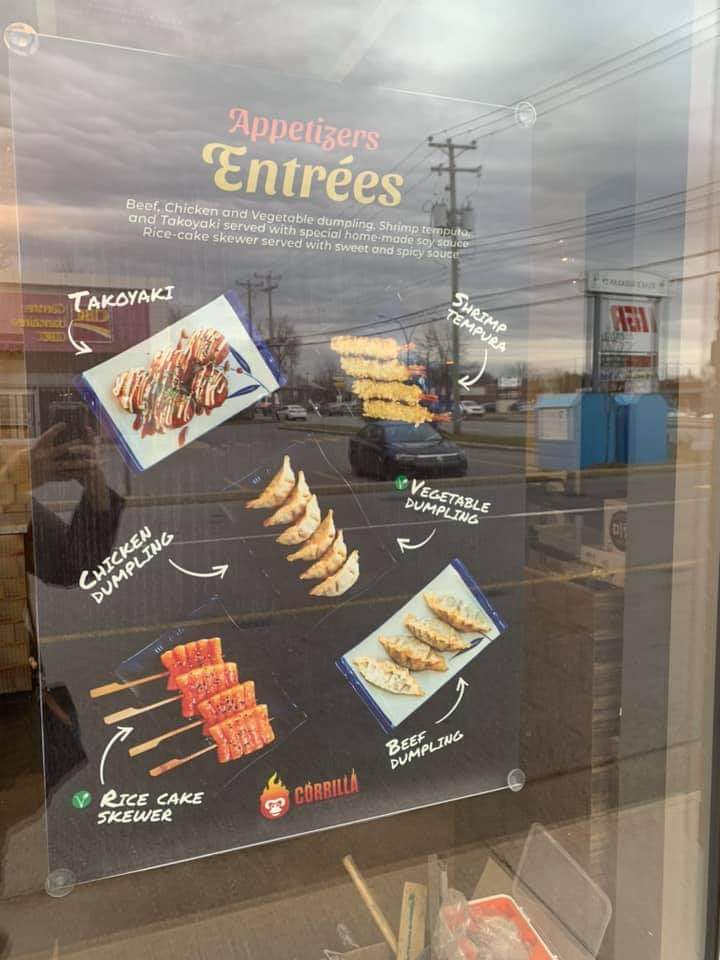 Appetizers
Entrées
Beef, Chicken and Vegetable dumpling, Shrimp tempura,
and Takoyaki served with special home-made soy sauce
Rice-cake skewer served with sweet and spicy sauce
TAKOYAKI
SHRIMP
TEMPURA
VEGETABLE
DUMPLING
CHICKEN
DUMPLING
BEEF
DUMPLING
V RICE CAKE
SKEWER
CORRILLA